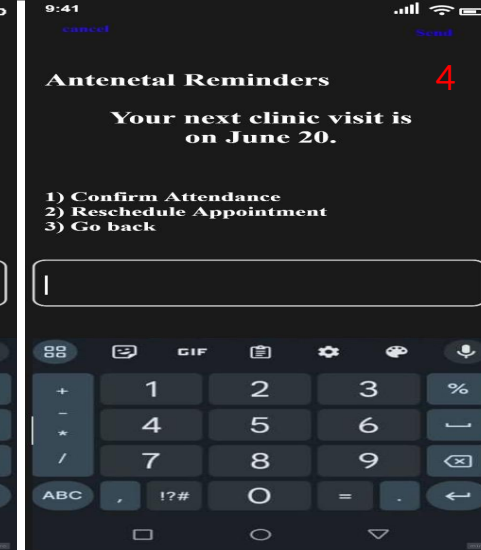 9:41
cancel
Send
Antenetal Reminders
4
Your next clinic visit is
on June 20.
1) Confirm Attendance
2) Reschedule Appointment
3) Go back
GIF
+ 1 2 3 %
-
* 4 5 6
/ 7 8 9
ABC , !?# 0 = .